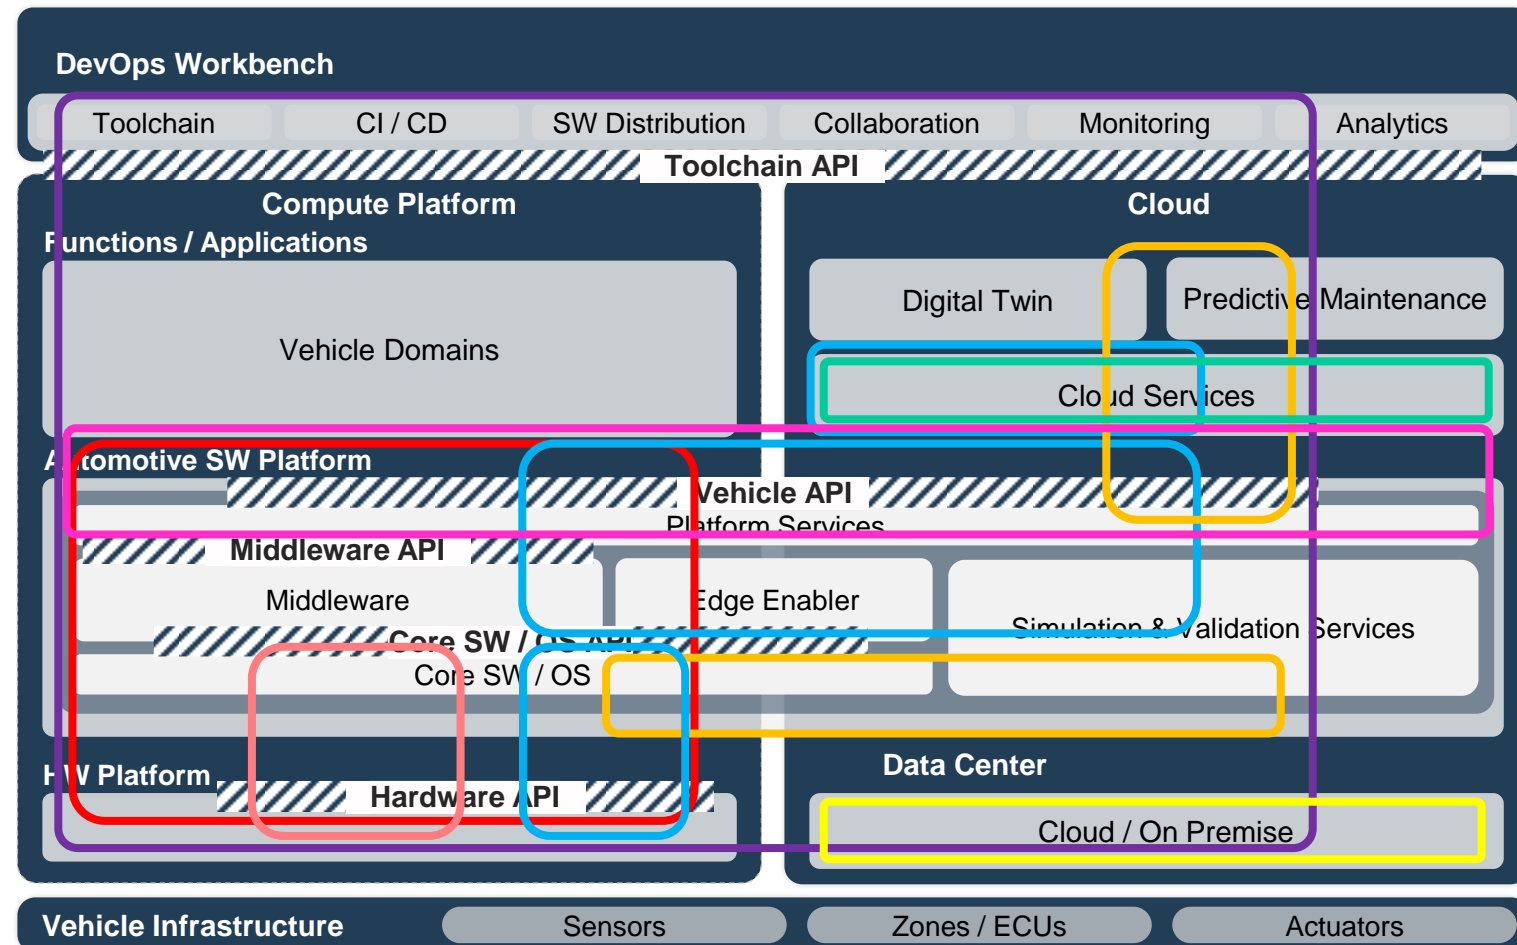 DevOps Workbench
Toolchain
CI / CD
SW Distribution
Collaboration
Monitoring
Analytics
Toolchain API
Compute Platform
Cloud
Functions / Applications
Vehicle Domains
Digital Twin
Predictive Maintenance
Cloud Services
Automotive SW Platform
Vehicle API
Platform Services
Middleware API
Middleware
Edge Enabler
Simulation & Validation Services
Core SW / OS API
Core SW / OS
HW Platform
Hardware API
Data Center
Cloud / On Premise
Vehicle Infrastructure
Sensors
Zones / ECUs
Actuators